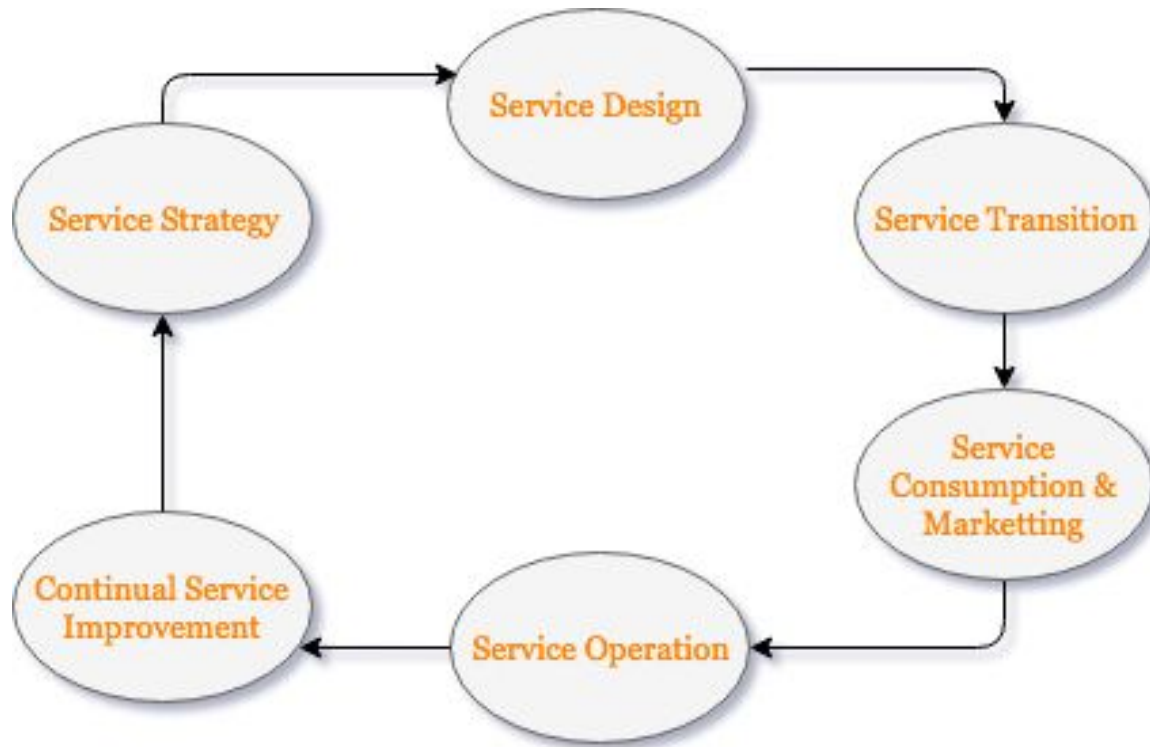 Service Design
Service Strategy
Service Transition
Service
Consumption &
Marketting
Continual Service
Improvement
Service Operation